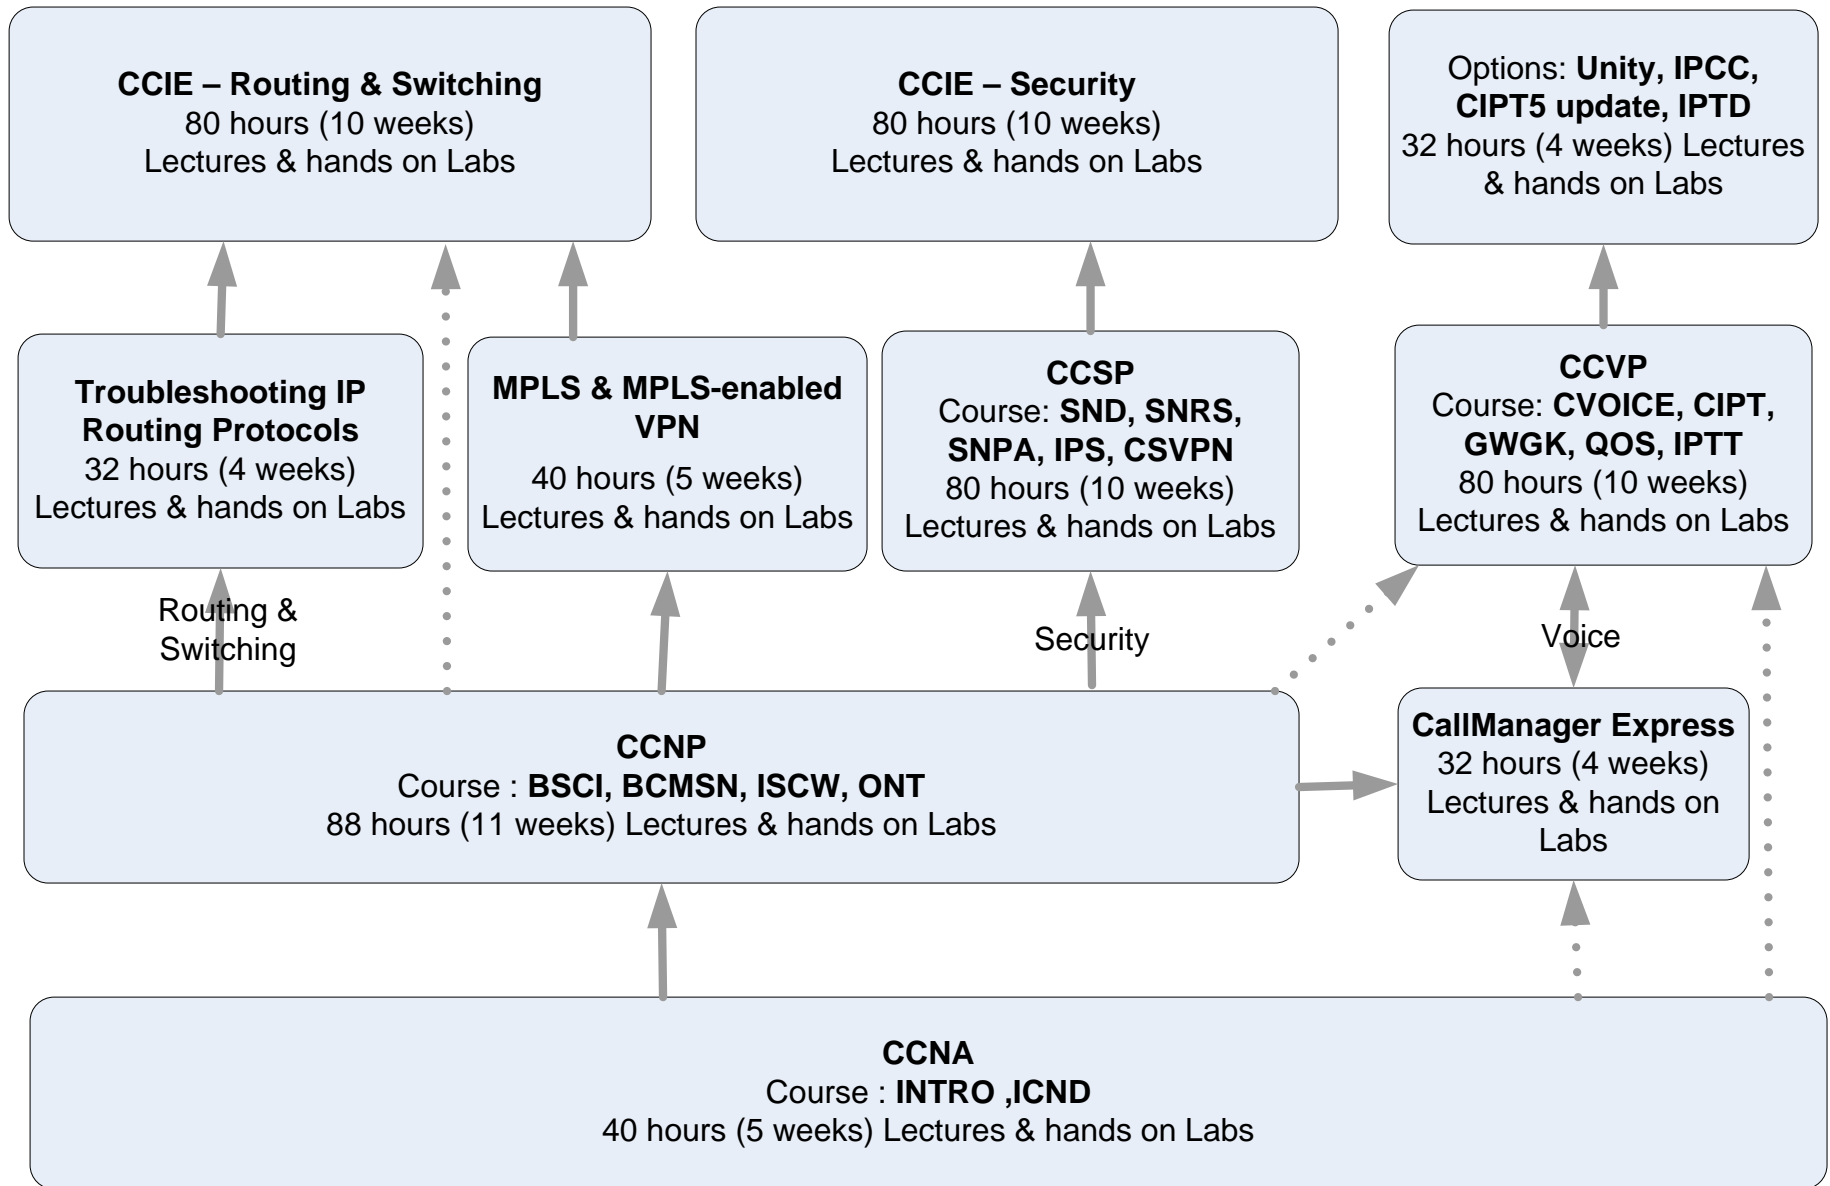 CCIE – Routing & Switching
80 hours (10 weeks)
Lectures & hands on Labs
CCIE – Security
80 hours (10 weeks)
Lectures & hands on Labs
Options: Unity, IPCC,
CIPT5 update, IPTD
32 hours (4 weeks) Lectures
& hands on Labs
Troubleshooting IP
Routing Protocols
32 hours (4 weeks)
Lectures & hands on Labs
MPLS & MPLS-enabled
VPN
40 hours (5 weeks)
Lectures & hands on Labs
CCSP
Course: SND, SNRS,
SNPA, IPS, CSVPN
80 hours (10 weeks)
Lectures & hands on Labs
CCVP
Course: CVOICE, CIPT,
GWGK, QOS, IPTT
80 hours (10 weeks)
Lectures & hands on Labs
Routing &
Switching
Security
Voice
CCNP
Course : BSCI, BCMSN, ISCW, ONT
88 hours (11 weeks) Lectures & hands on Labs
CallManager Express
32 hours (4 weeks)
Lectures & hands on
Labs
CCNA
Course : INTRO ,ICND
40 hours (5 weeks) Lectures & hands on Labs